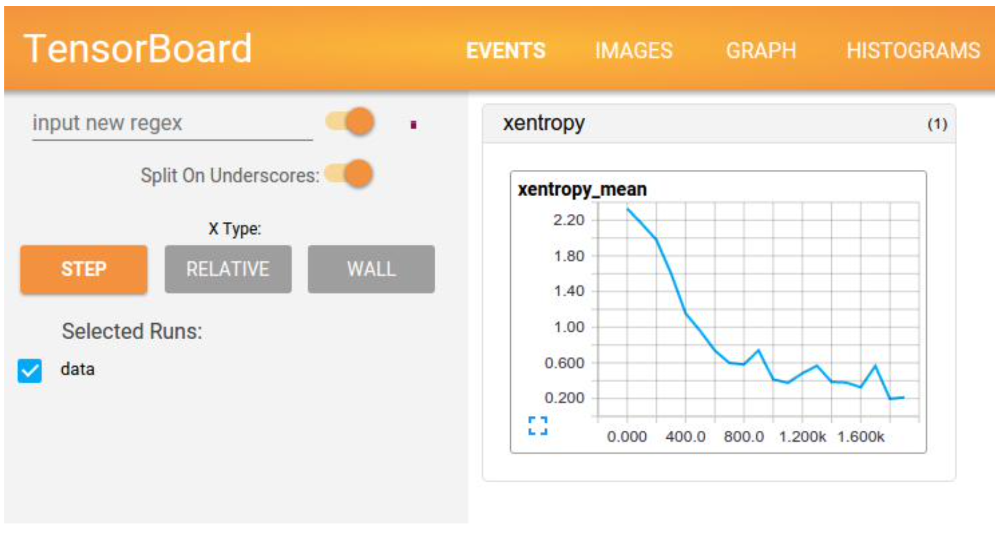 TensorBoard
EVENTS IMAGES GRAPH HISTOGRAMS
input new regex
Split On Underscores:
X Type:
STEP RELATIVE WALL
Selected Runs:
data
xentropy (1)
xentropy_mean
2.20
1.80
1.40
1.00
0.600
0.200
0.000 400.0 800.0 1.200k 1.600k